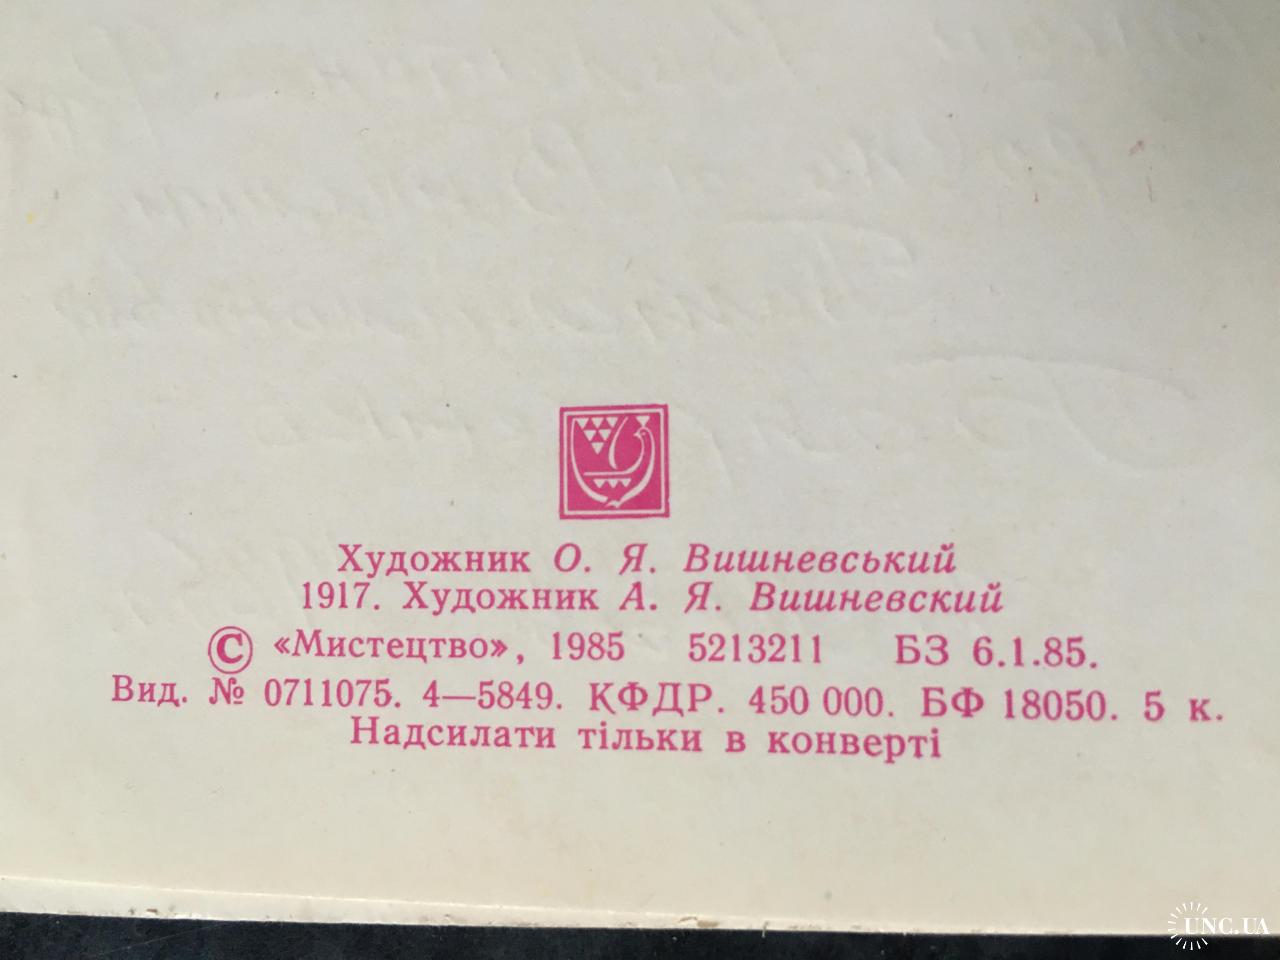 Художник О. Я. Вишневський
1917. Художник А. Я. Вишневский
© «Мистецтво», 1985 5213211 БЗ 6.1.85.
Вид. № 0711075. 4—5849. КФДР. 450 000. БФ 18050. 5 к.
Надсилати тільки в конверті
UNC.UA